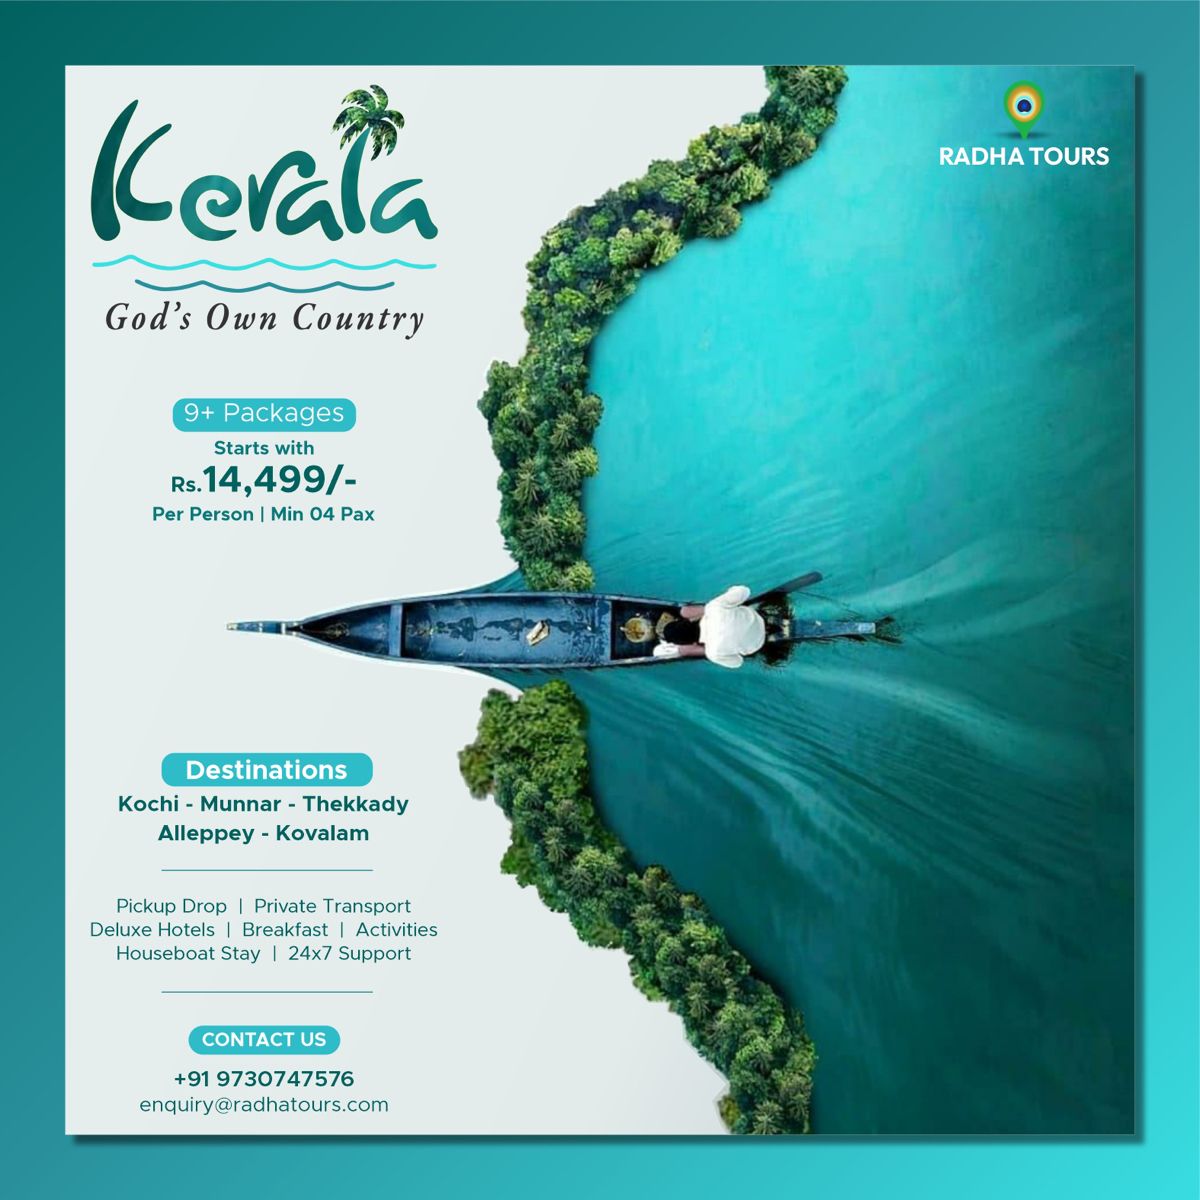 Kerala
God's Own Country
RADHA TOURS
9+ Packages
Starts with
Rs.14,499/-
Per Person | Min 04 Pax
Destinations
Kochi - Munnar - Thekkady
Alleppey - Kovalam
Pickup Drop | Private Transport
Deluxe Hotels | Breakfast | Activities
Houseboat Stay | 24x7 Support
CONTACT US
+91 9730747576
enquiry@radhatours.com